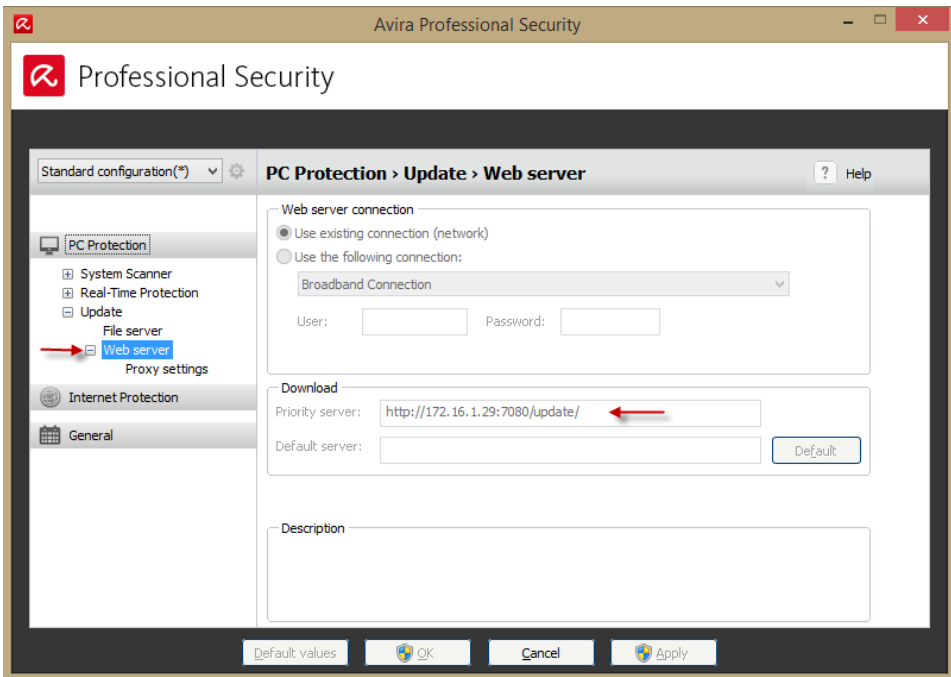 Avira Professional Security
Professional Security
Standard configuration(*)
PC Protection › Update › Web server
? Help
PC Protection
System Scanner
Real-Time Protection
Update
File server
Web server
Proxy settings
Internet Protection
General
Web server connection
Use existing connection (network)
Use the following connection:
Broadband Connection
User:
Password:
Download
Priority server: http://172.16.1.29:7080/update/
Default server:
Default
Description
Default values
OK
Cancel
Apply